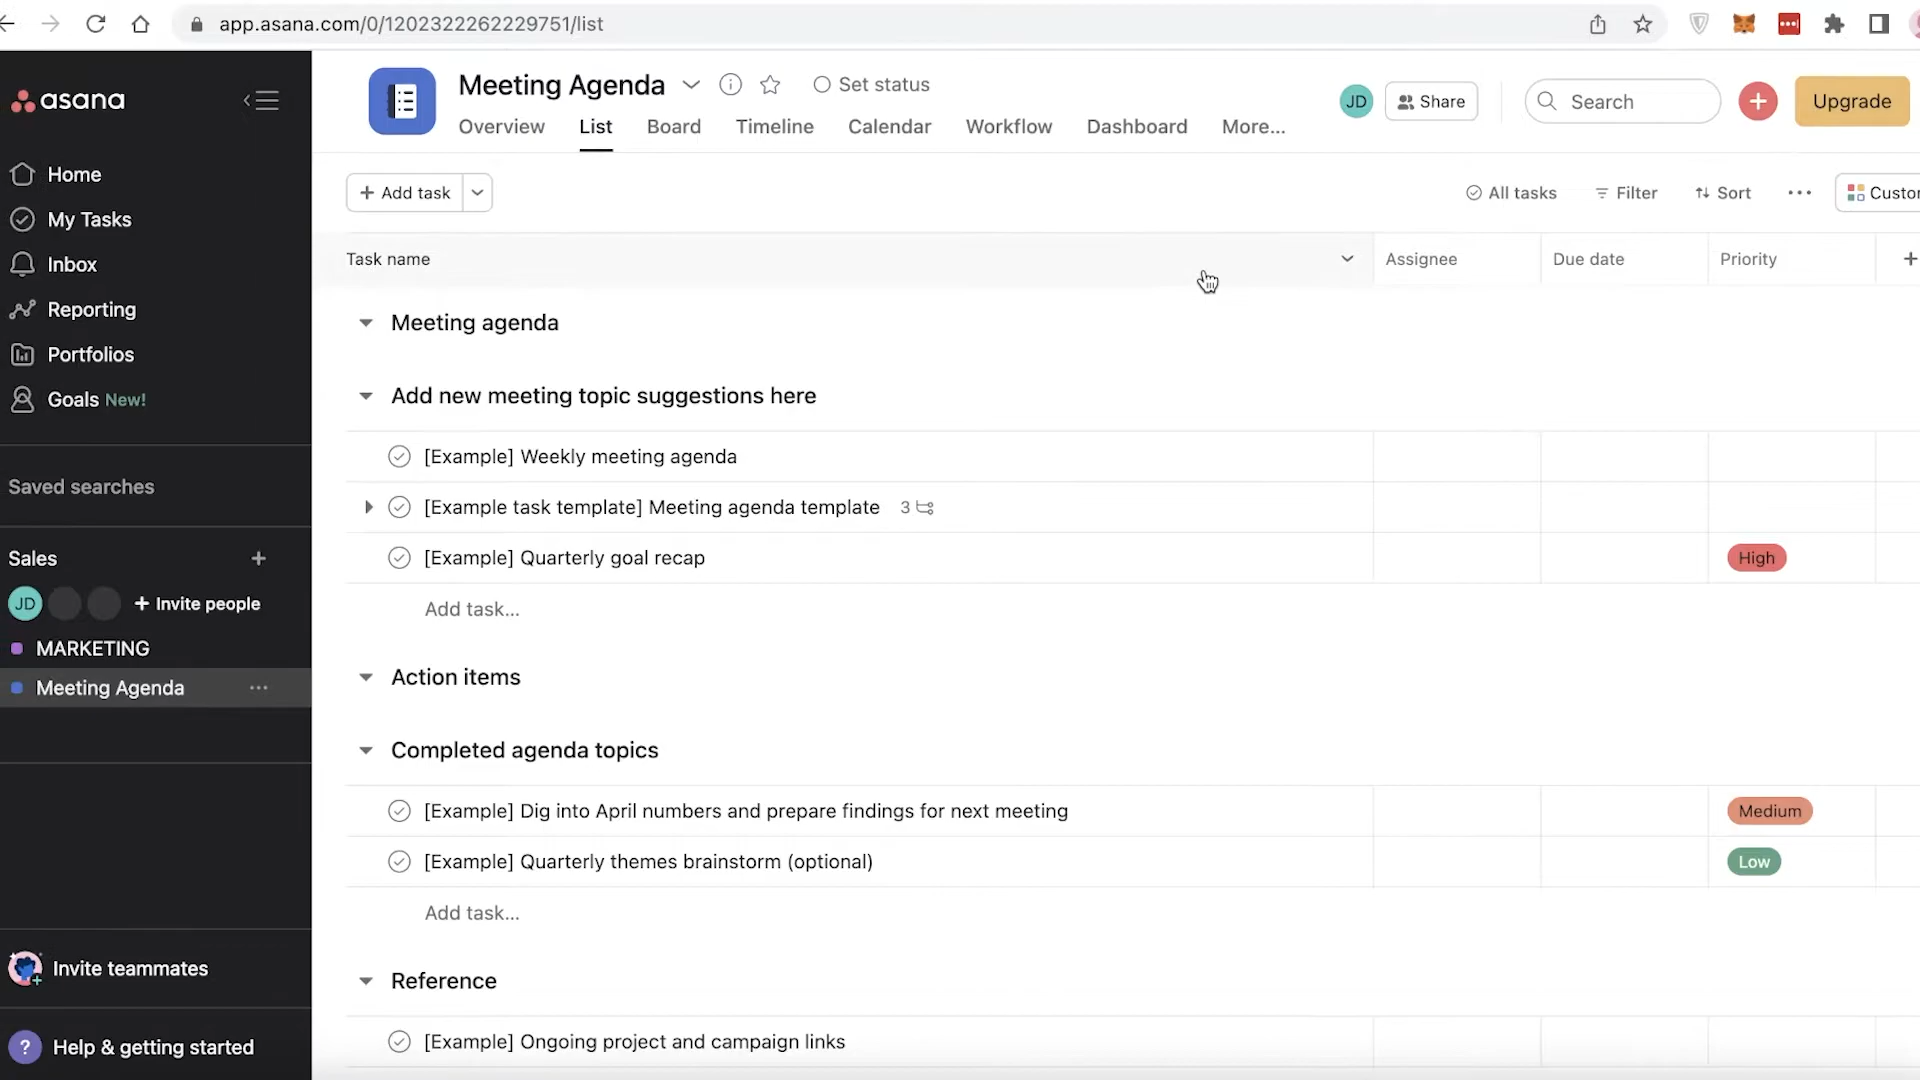 app.asana.com/0/1202322262229751/list
asana
Home
My Tasks
Inbox
Reporting
Portfolios
Goals New!
Saved searches
Sales +
JD + Invite people
MARKETING
Meeting Agenda ...
Invite teammates
? Help & getting started
Meeting Agenda Set status
Overview List Board Timeline Calendar Workflow Dashboard More...
JD Share Search + Upgrade
+ Add task All tasks Filter Sort ... Custo
Task name Assignee Due date Priority +
Meeting agenda
Add new meeting topic suggestions here
[Example] Weekly meeting agenda
[Example task template] Meeting agenda template 3
[Example] Quarterly goal recap High
Add task...
Action items
Completed agenda topics
[Example] Dig into April numbers and prepare findings for next meeting Medium
[Example] Quarterly themes brainstorm (optional) Low
Add task...
Reference
[Example] Ongoing project and campaign links